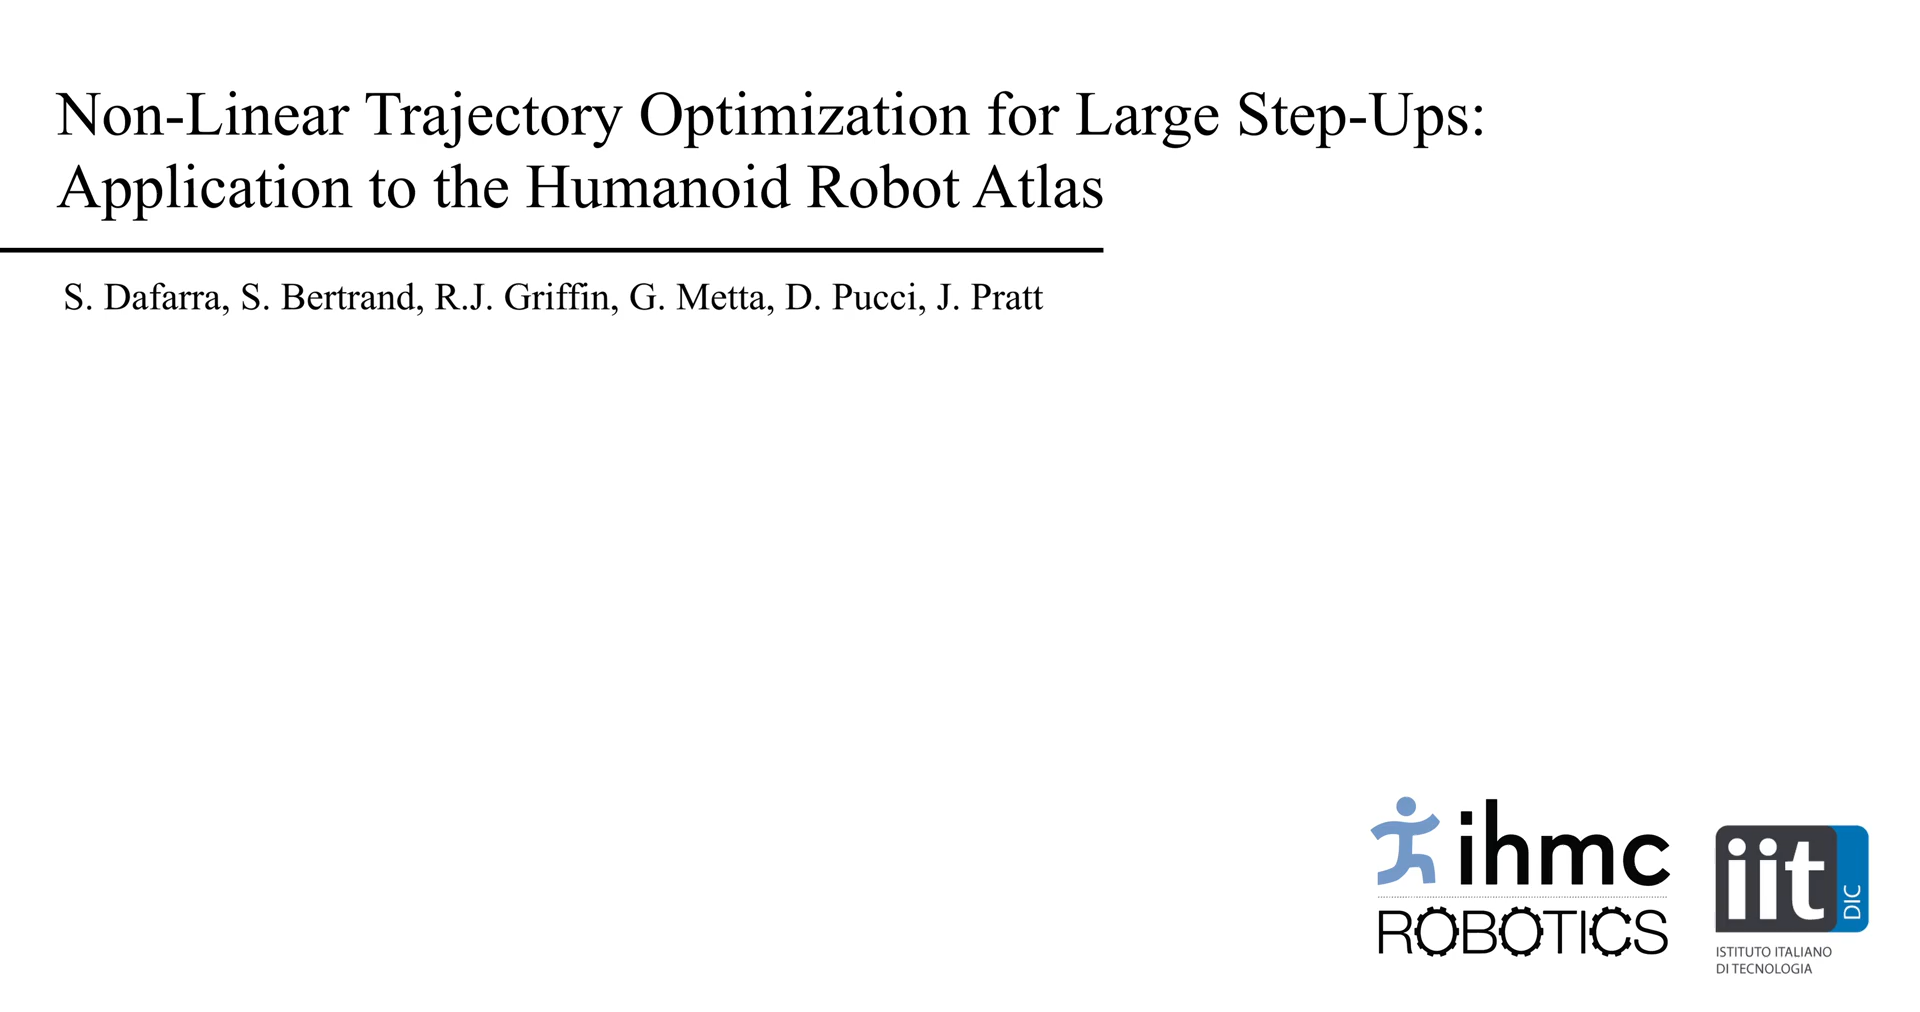 Non-Linear Trajectory Optimization for Large Step-Ups:
Application to the Humanoid Robot Atlas
S. Dafarra, S. Bertrand, R.J. Griffin, G. Metta, D. Pucci, J. Pratt
ihmc
ROBOTICS
iit
DIC
ISTITUTO ITALIANO
DI TECNOLOGIA